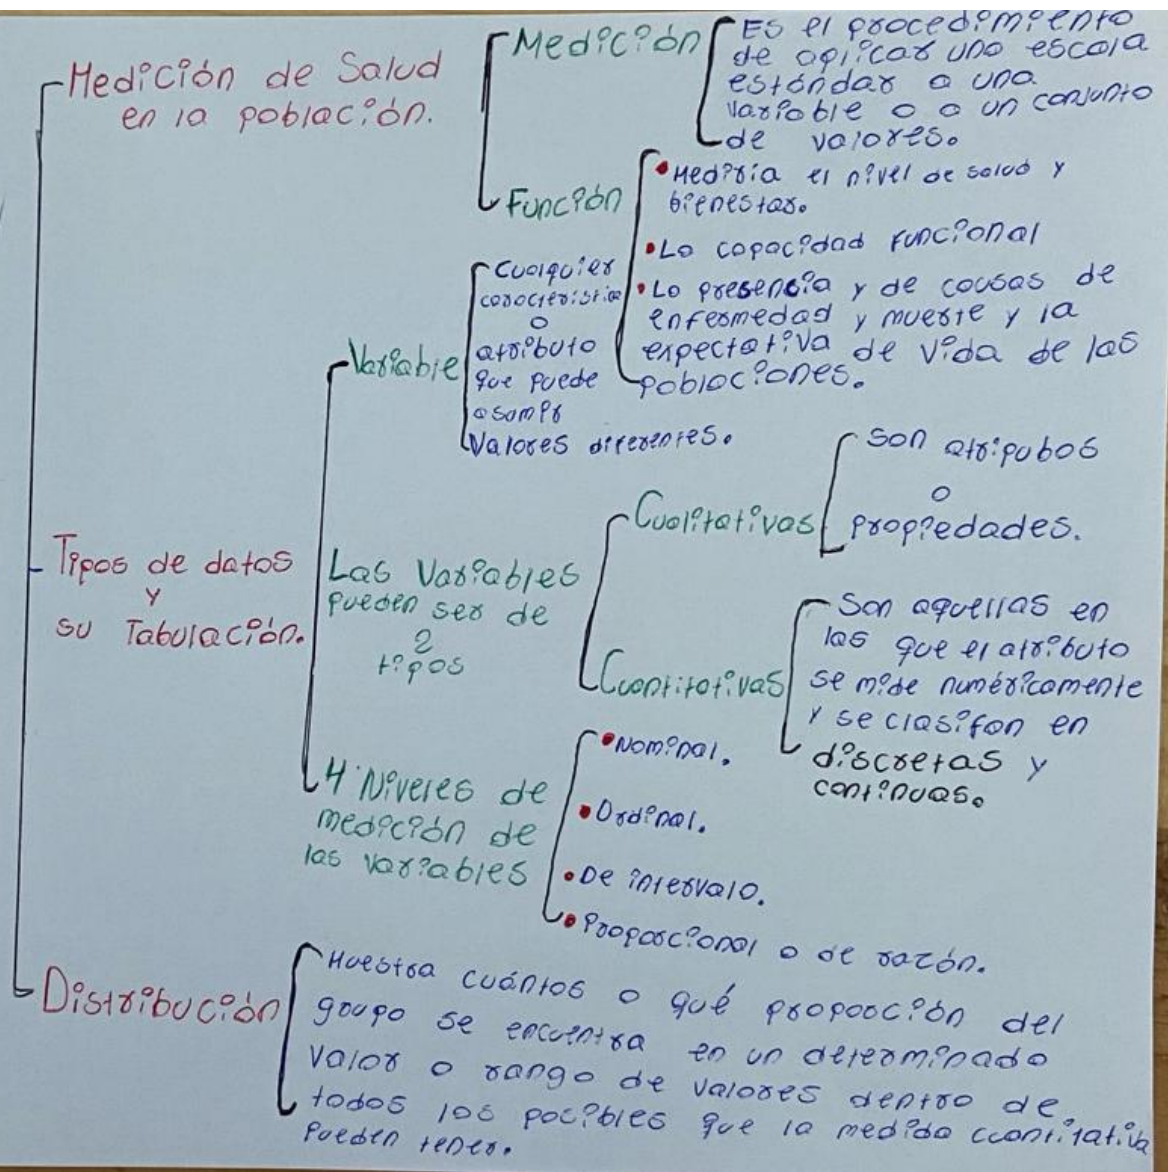 Medición de Salud
en la población.
Medición
Es el procedimiento
de aplicar una escala
estándar a una
variable o a un conjunto
de valores.
Función
• Mediría el nivel de salud y
bienestar.
• La capacidad funcional
• La presencia y de causas de
enfermedad y muerte y la
expectativa de vida de las
poblaciones.
Tipos de datos
y
su Tabulación.
Variable
Cualquier
característica
o
atributo
que puede
asumir
Valores diferentes.
Las Variables
pueden ser de
2
tipos
Cualitativas
Son atripubos
o
propiedades.
Cuantitativas
Son aquellas en
las que el atributo
se mide numéricamente
y se clasifon en
discretas y
continuas.
4 Niveles de
medición de
las variables
• Nominal.
• Ordinal.
• De intervalo.
• Proporcional o de razón.
Distribución
Muestra cuántos o qué proporción del
grupo se encuentra en un determinado
valor o rango de valores dentro de
todos los pocibles que la medida cuantitativa
pueden tener.